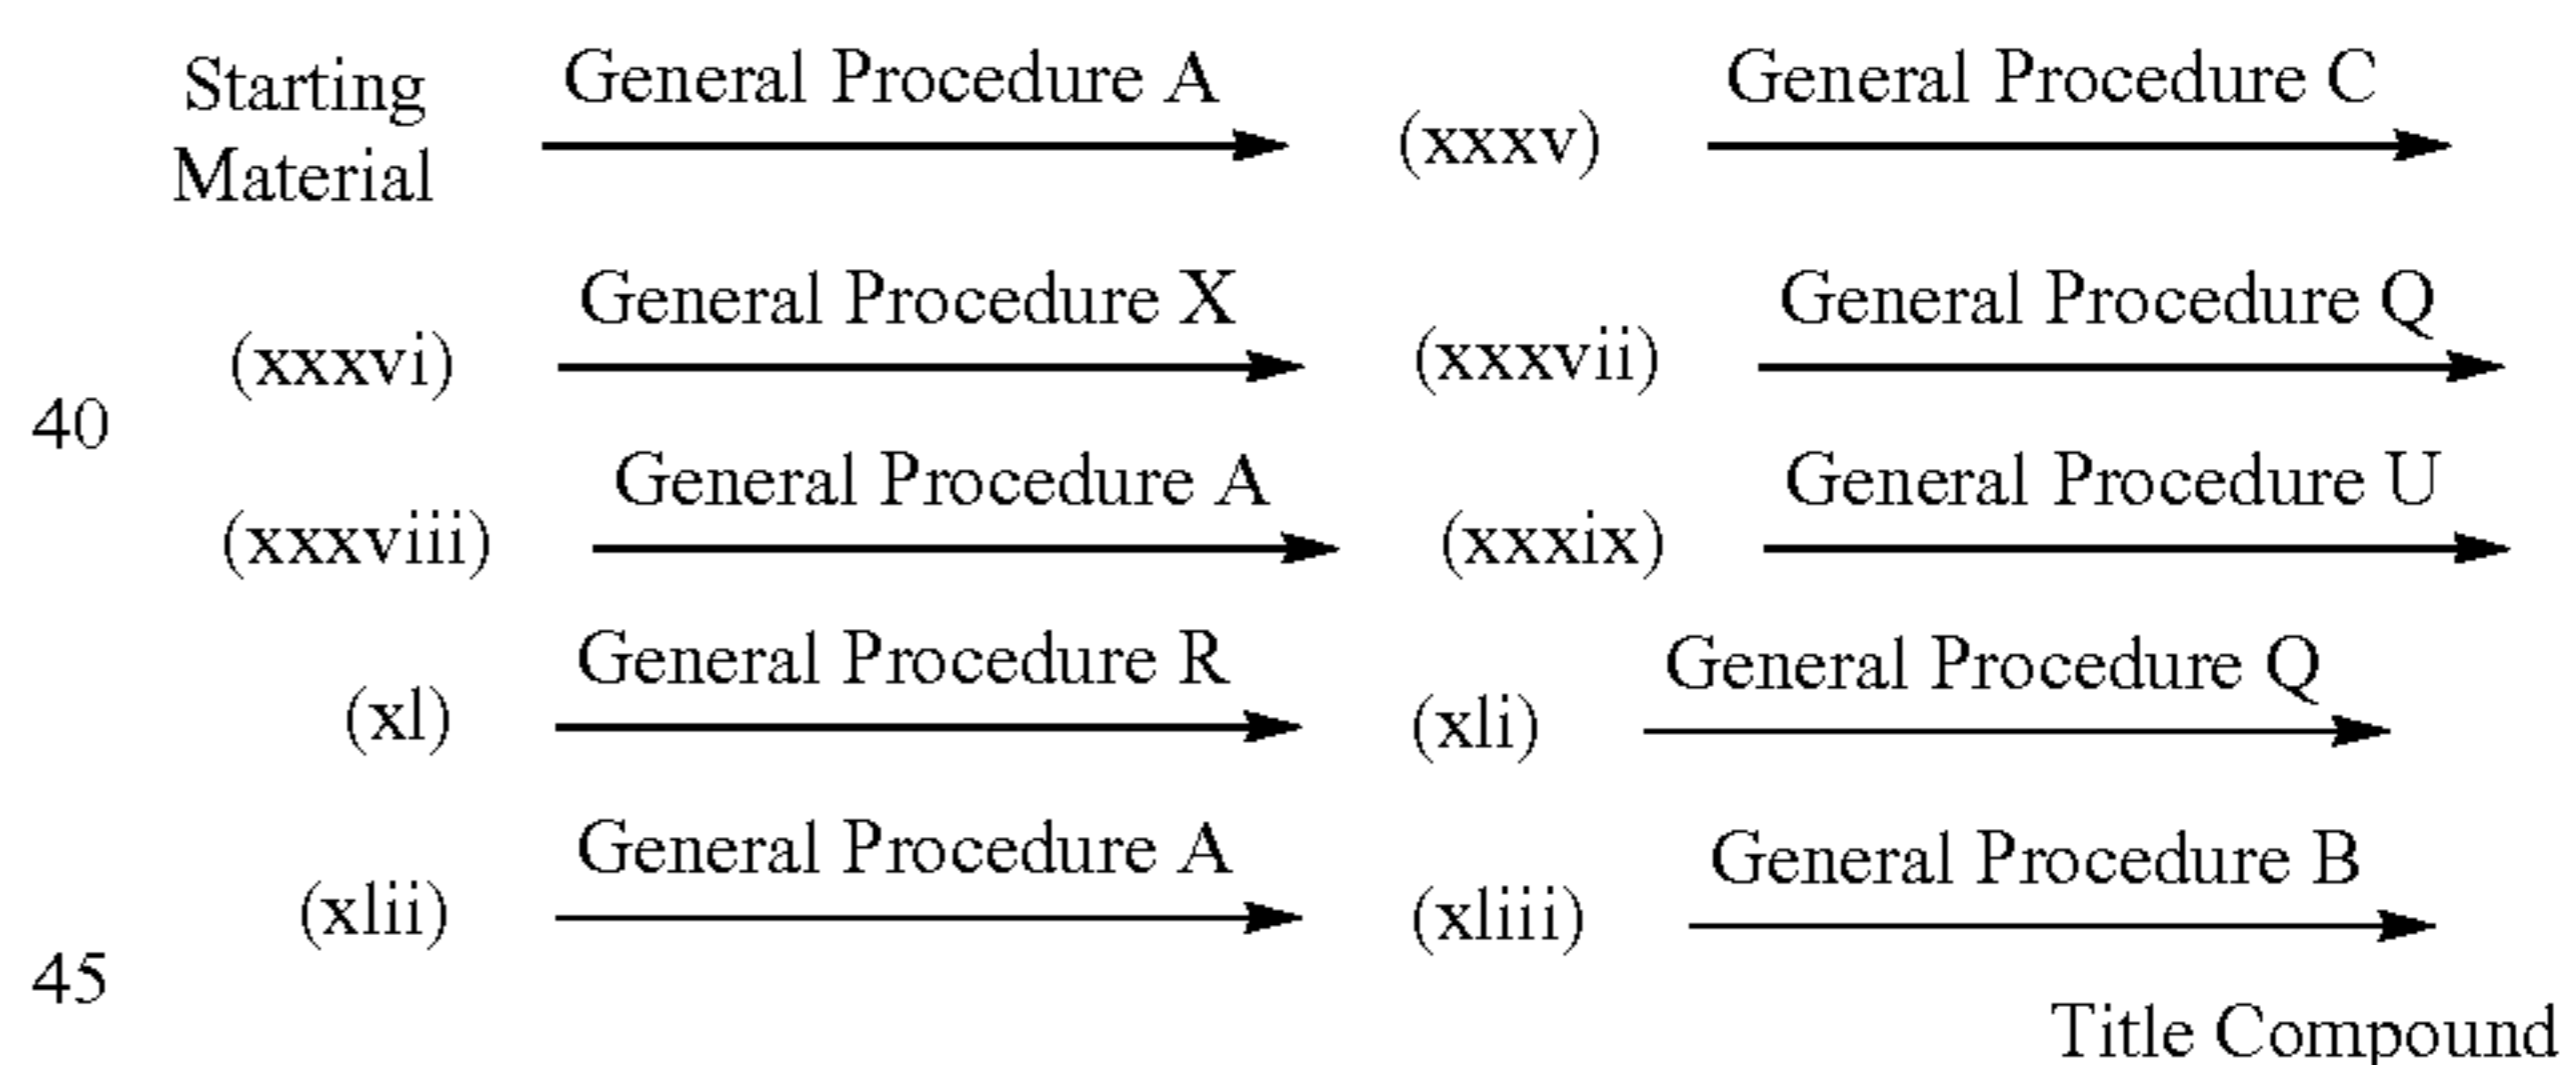 General Procedure A General Procedure C
Starting
Material (xxxv)
General Procedure X General Procedure Q
(xxxvi) (xxxvii)
40
General Procedure A General Procedure U
(xxxviii) (xxxix)
General Procedure R General Procedure Q
(xl) (xli)
General Procedure A General Procedure B
(xlii) (xliii)
45
Title Compound